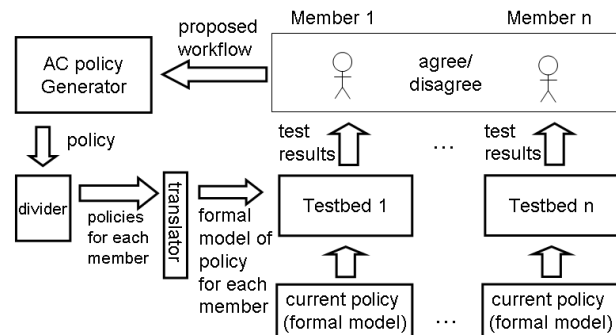 Member 1
Member n
proposed
workflow
AC policy
Generator
agree/
disagree
policy
test
results
...
test
results
divider
policies
for each
member
translator
formal
model of
policy
for each
member
Testbed 1
Testbed n
current policy
(formal model)
...
current policy
(formal model)